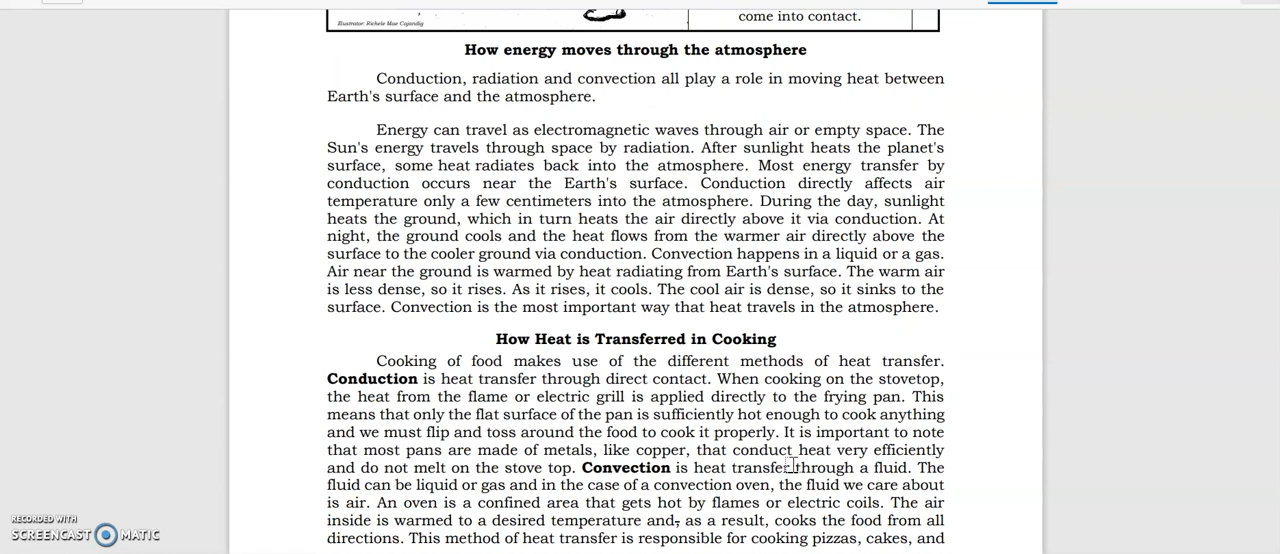 come into contact.
Illustrator: Richele Mae Cajandig
How energy moves through the atmosphere
Conduction, radiation and convection all play a role in moving heat between
Earth's surface and the atmosphere.
Energy can travel as electromagnetic waves through air or empty space. The
Sun's energy travels through space by radiation. After sunlight heats the planet's
surface, some heat radiates back into the atmosphere. Most energy transfer by
conduction occurs near the Earth's surface. Conduction directly affects air
temperature only a few centimeters into the atmosphere. During the day, sunlight
heats the ground, which in turn heats the air directly above it via conduction. At
night, the ground cools and the heat flows from the warmer air directly above the
surface to the cooler ground via conduction. Convection happens in a liquid or a gas.
Air near the ground is warmed by heat radiating from Earth's surface. The warm air
is less dense, so it rises. As it rises, it cools. The cool air is dense, so it sinks to the
surface. Convection is the most important way that heat travels in the atmosphere.
How Heat is Transferred in Cooking
Cooking of food makes use of the different methods of heat transfer.
Conduction is heat transfer through direct contact. When cooking on the stovetop,
the heat from the flame or electric grill is applied directly to the frying pan. This
means that only the flat surface of the pan is sufficiently hot enough to cook anything
and we must flip and toss around the food to cook it properly. It is important to note
that most pans are made of metals, like copper, that conduct heat very efficiently
and do not melt on the stove top. Convection is heat transfer through a fluid. The
fluid can be liquid or gas and in the case of a convection oven, the fluid we care about
is air. An oven is a confined area that gets hot by flames or electric coils. The air
inside is warmed to a desired temperature and, as a result, cooks the food from all
directions. This method of heat transfer is responsible for cooking pizzas, cakes, and
RECORDED WITH
SCREENCAST MATIC